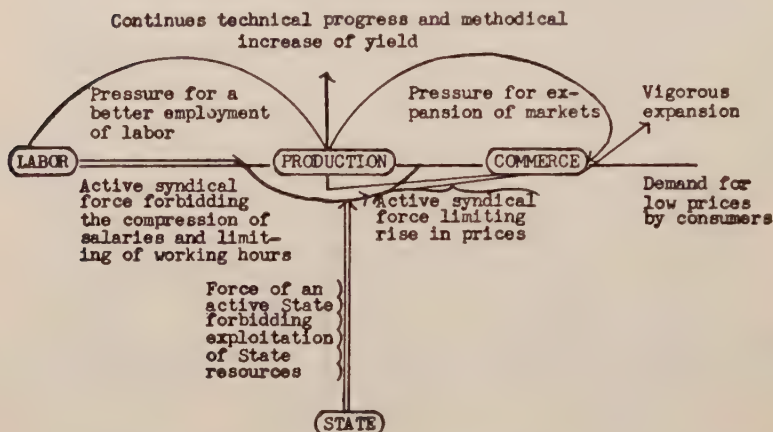 Continues technical progress and methodical
increase of yield
Pressure for a
better employment
of labor
Pressure for ex-
pansion of markets
Vigorous
expansion
LABOR
PRODUCTION
COMMERCE
Active syndical
force forbidding
the compression of
salaries and limit-
ing of working hours
Active syndical
force limiting
rise in prices
Demand for
low prices
by consumers
Force of an
active State
forbidding
exploitation
of State
resources
STATE